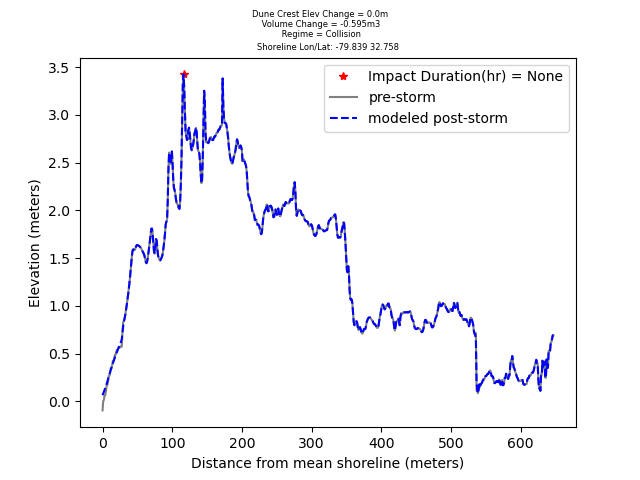 Dune Crest Elev Change = 0.0m
Volume Change = -0.595m3
Regime = Collision
Shoreline Lon/Lat: -79.839 32.758
Impact Duration(hr) = None
pre-storm
modeled post-storm
Elevation (meters)
3.5
3.0
2.5
2.0
1.5
1.0
0.5
0.0
0 100 200 300 400 500 600
Distance from mean shoreline (meters)